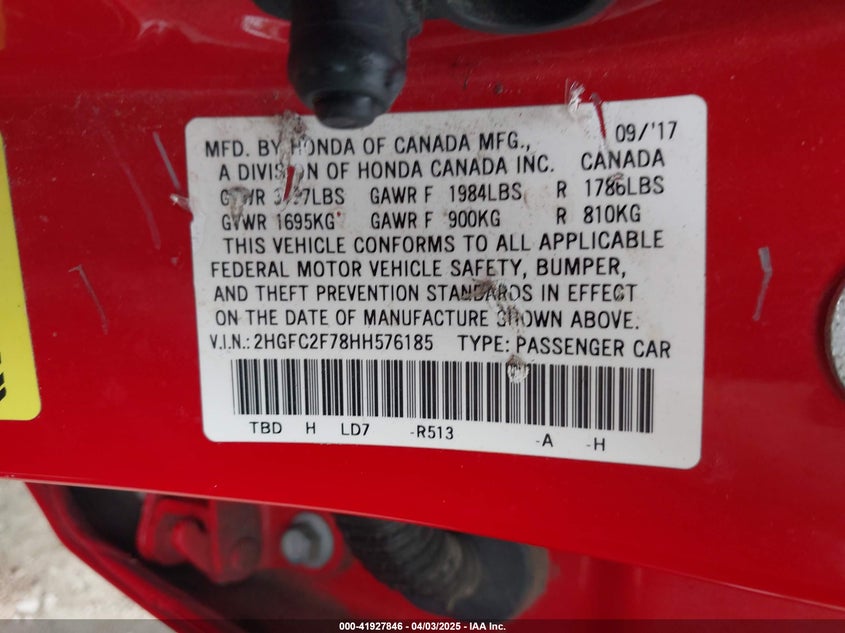 MFD. BY HONDA OF CANADA MFG., 09/'17
A DIVISION OF HONDA CANADA INC. CANADA
GAWR F 1984LBS R 1786LBS
GVWR 1695KG GAWR F 900KG R 810KG
THIS VEHICLE CONFORMS TO ALL APPLICABLE
FEDERAL MOTOR VEHICLE SAFETY, BUMPER,
AND THEFT PREVENTION STANDARDS IN EFFECT
ON THE DATE OF MANUFACTURE SHOWN ABOVE.
V.I.N.: 2HGFC2F78HH576185 TYPE: PASSENGER CAR
TBD H LD7 -R513 -A -H
000-41927846 - 04/03/2025 - IAA Inc.